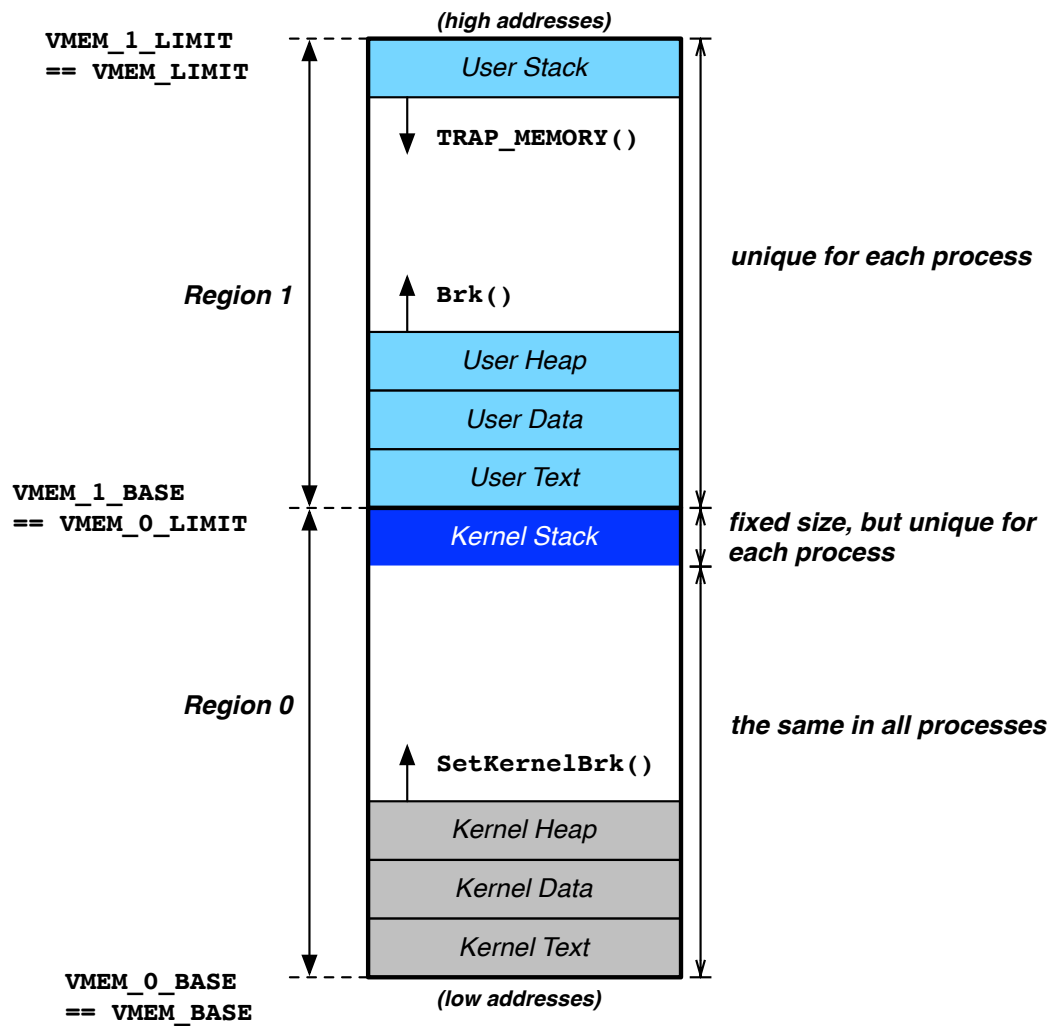 (high addresses)
VMEM_1_LIMIT
== VMEM_LIMIT
User Stack
TRAP_MEMORY()
unique for each process
Region 1
Brk()
User Heap
User Data
User Text
VMEM_1_BASE
== VMEM_0_LIMIT
Kernel Stack
fixed size, but unique for
each process
Region 0
the same in all processes
SetKernelBrk()
Kernel Heap
Kernel Data
Kernel Text
VMEM_0_BASE
== VMEM_BASE
(low addresses)